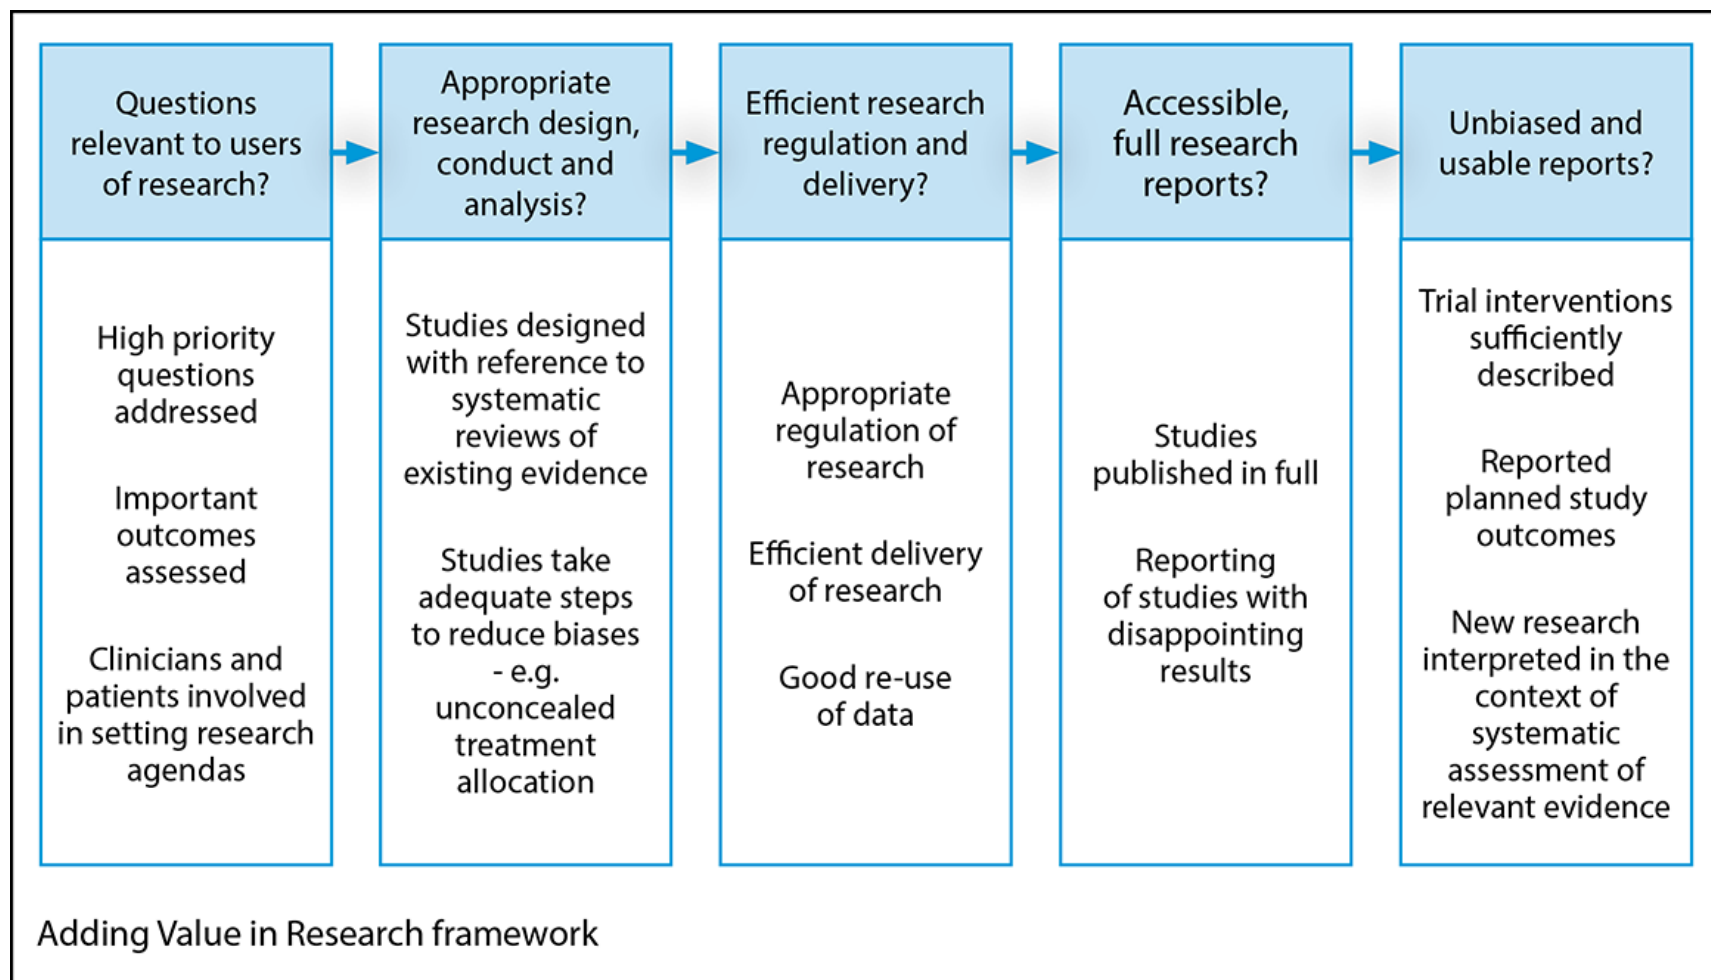 Questions
relevant to users
of research?
High priority
questions
addressed
Important
outcomes
assessed
Clinicians and
patients involved
in setting research
agendas
Appropriate
research design,
conduct and
analysis?
Studies designed
with reference to
systematic
reviews of
existing evidence
Studies take
adequate steps
to reduce biases
- e.g.
unconcealed
treatment
allocation
Efficient research
regulation and
delivery?
Appropriate
regulation of
research
Efficient delivery
of research
Good re-use
of data
Accessible,
full research
reports?
Studies
published in full
Reporting
of studies with
disappointing
results
Unbiased and
usable reports?
Trial interventions
sufficiently
described
Reported
planned study
outcomes
New research
interpreted in the
context of
systematic
assessment of
relevant evidence
Adding Value in Research framework